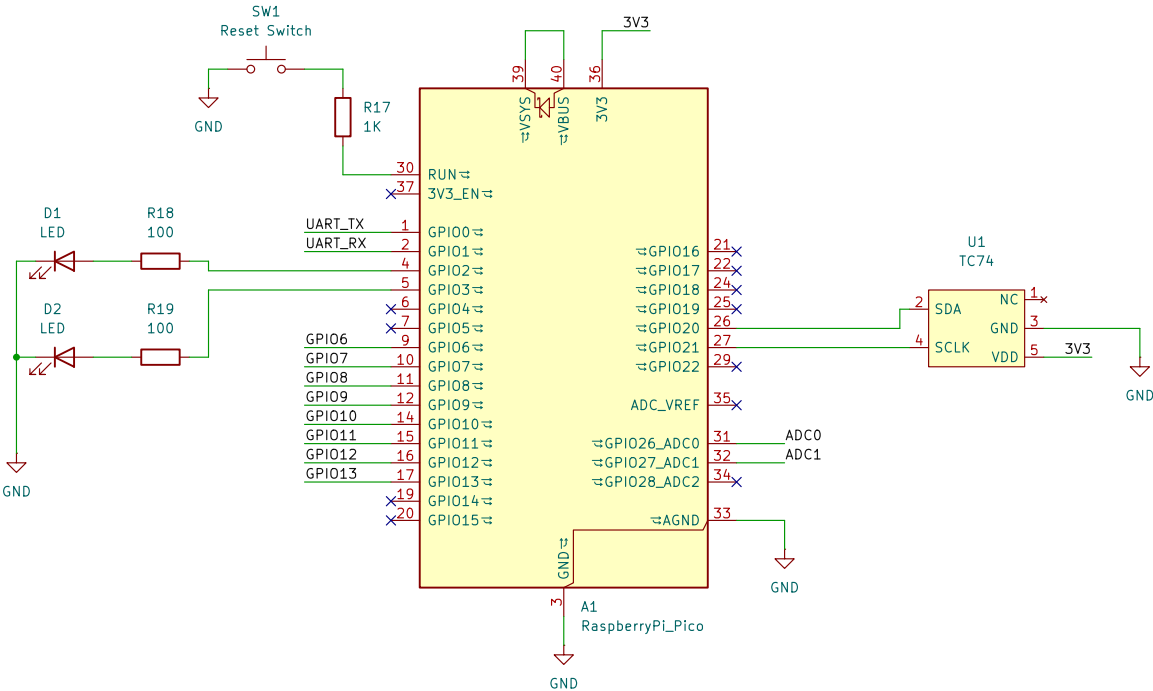 SW1
Reset Switch
GND
R17
1K
3V3
39
40
36
VSYS
VBUS
3V3
30
RUN
37
3V3_EN
D1
LED
R18
100
D2
LED
R19
100
GND
UART_TX
1
GPIO0
UART_RX
2
GPIO1
4
GPIO2
5
GPIO3
6
GPIO4
7
GPIO5
GPIO6
9
GPIO6
GPIO7
10
GPIO7
GPIO8
11
GPIO8
GPIO9
12
GPIO9
GPIO10
14
GPIO10
GPIO11
15
GPIO11
GPIO12
16
GPIO12
GPIO13
17
GPIO13
19
GPIO14
20
GPIO15
GPIO16
21
GPIO17
22
GPIO18
24
GPIO19
25
GPIO20
26
GPIO21
27
GPIO22
29
ADC_VREF
35
GPIO26_ADC0
31
ADC0
GPIO27_ADC1
32
ADC1
GPIO28_ADC2
34
AGND
33
GND
GND
3
A1
RaspberryPi_Pico
GND
U1
TC74
2
SDA
4
SCLK
NC
1
GND
3
VDD
5
3V3
GND